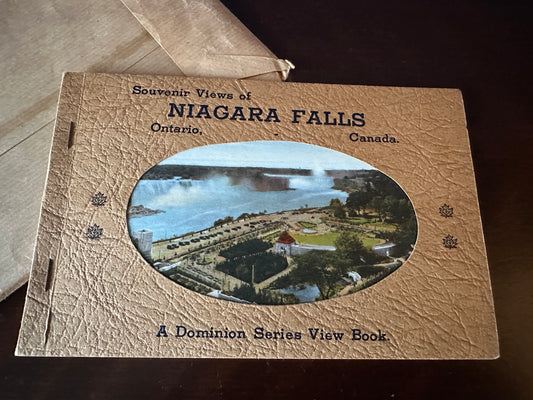 Souvenir Views of
NIAGARA FALLS
Ontario, Canada.
A Dominion Series View Book.